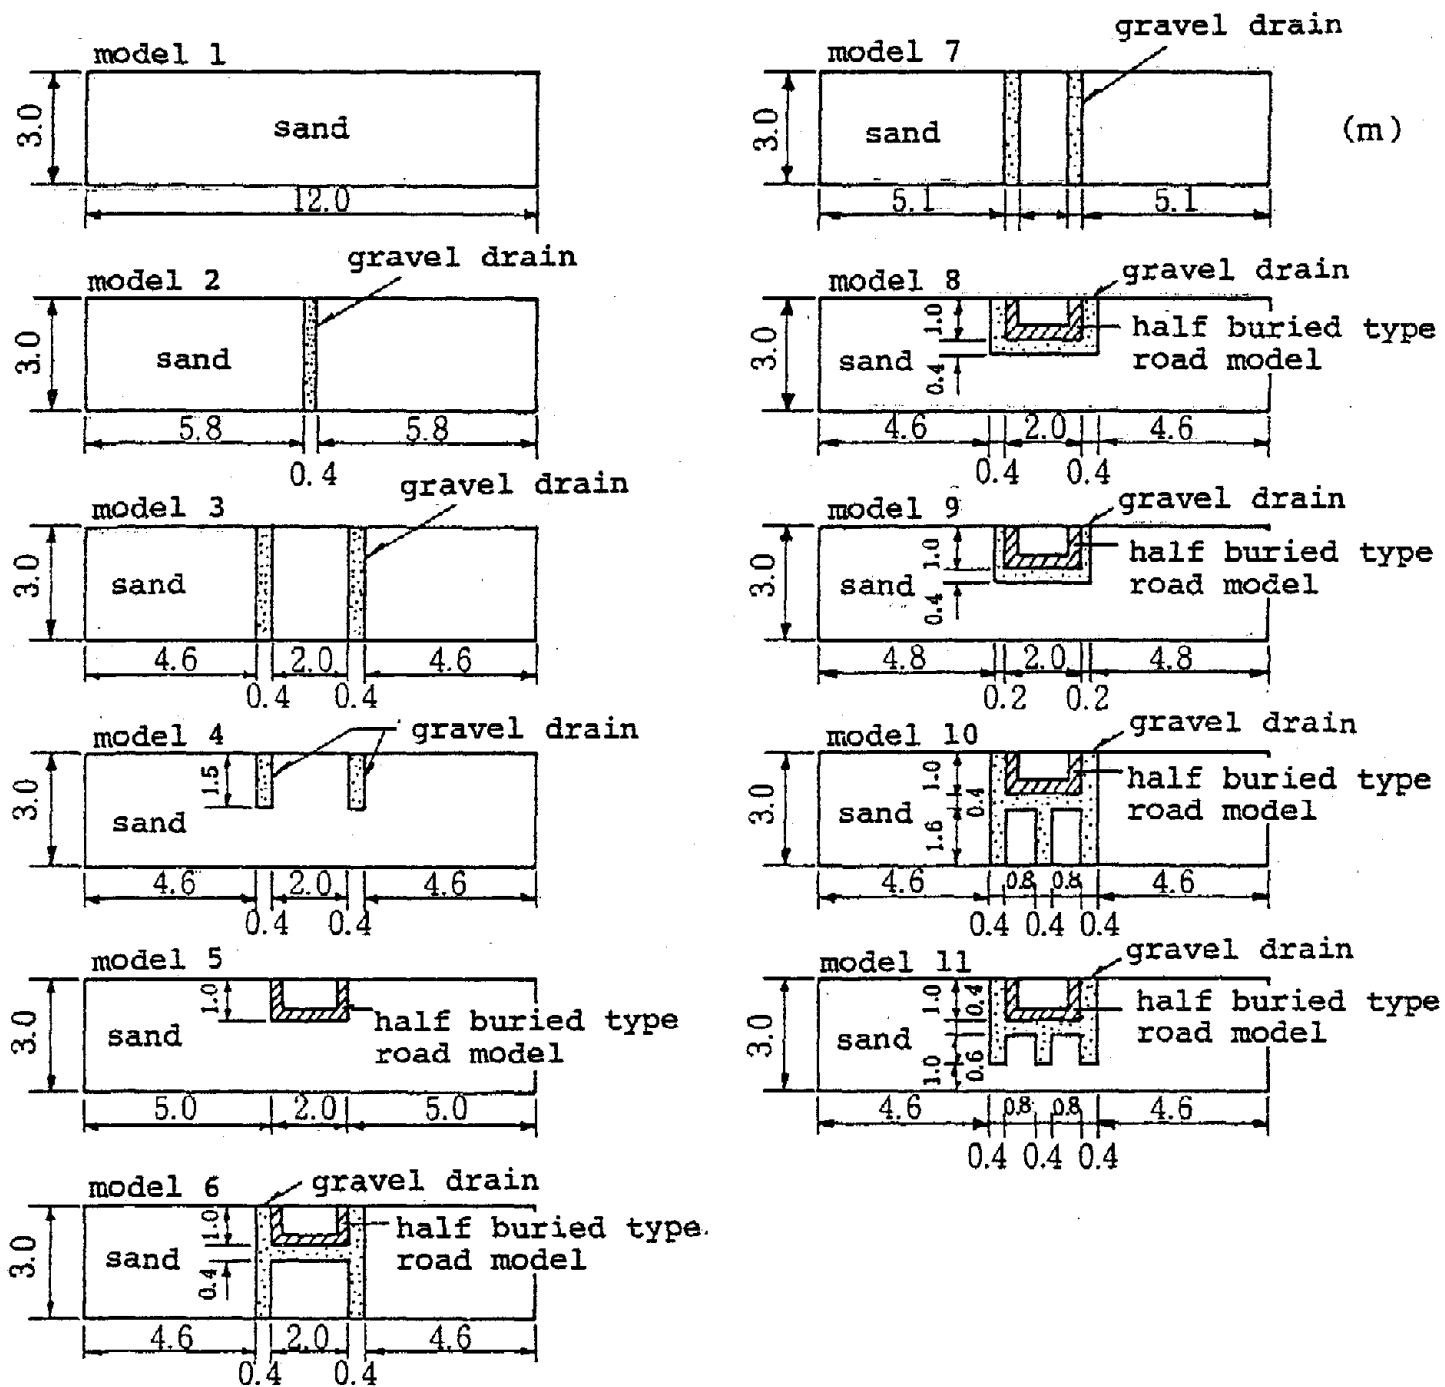 model 1
sand
3.0
12.0
model 2
gravel drain
sand
3.0
5.8 5.8
0.4
model 3
gravel drain
sand
3.0
4.6 2.0 4.6
0.4 0.4
model 4
gravel drain
1.5
sand
3.0
4.6 2.0 4.6
0.4 0.4
model 5
1.0
half buried type
road model
sand
3.0
5.0 2.0 5.0
model 6
gravel drain
1.0
half buried type
road model
sand
0.4
3.0
4.6 2.0 4.6
0.4 0.4
model 7
gravel drain
sand
3.0
(m)
5.1 5.1
model 8
gravel drain
1.0
half buried type
road model
sand
0.4
3.0
4.6 2.0 4.6
0.4 0.4
model 9
gravel drain
1.0
half buried type
road model
sand
0.4
3.0
4.8 2.0 4.8
0.2 0.2
model 10
gravel drain
1.0
0.4
half buried type
road model
sand
1.6
3.0
4.6 0.8 0.8 4.6
0.4 0.4 0.4
model 11
gravel drain
1.0 0.4
half buried type
road model
sand
1.0 0.6
3.0
4.6 0.8 0.8 4.6
0.4 0.4 0.4